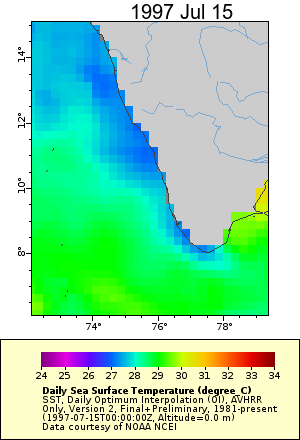 1997 Jul 15
14°
12°
10°
8°
74° 76° 78°
24 25 26 27 28 29 30 31 32 33 34
Daily Sea Surface Temperature (degree_C)
SST, Daily Optimum Interpolation (OI), AVHRR
Only, Version 2, Final+Preliminary, 1981-present
(1997-07-15T00:00:00Z, Altitude=0.0 m)
Data courtesy of NOAA NCEI